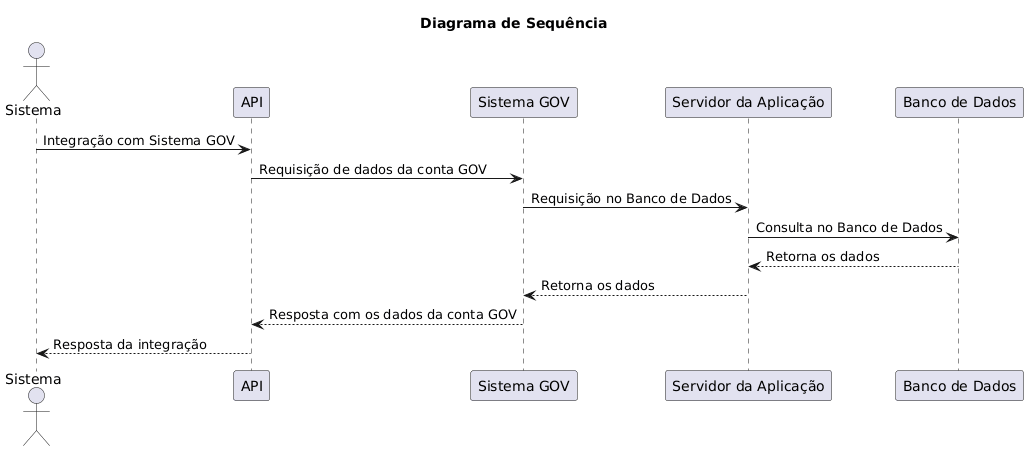 Diagrama de Sequência
Sistema
API
Sistema GOV
Servidor da Aplicação
Banco de Dados
Integração com Sistema GOV
Requisição de dados da conta GOV
Requisição no Banco de Dados
Consulta no Banco de Dados
Retorna os dados
Retorna os dados
Resposta com os dados da conta GOV
Resposta da integração
Sistema
API
Sistema GOV
Servidor da Aplicação
Banco de Dados